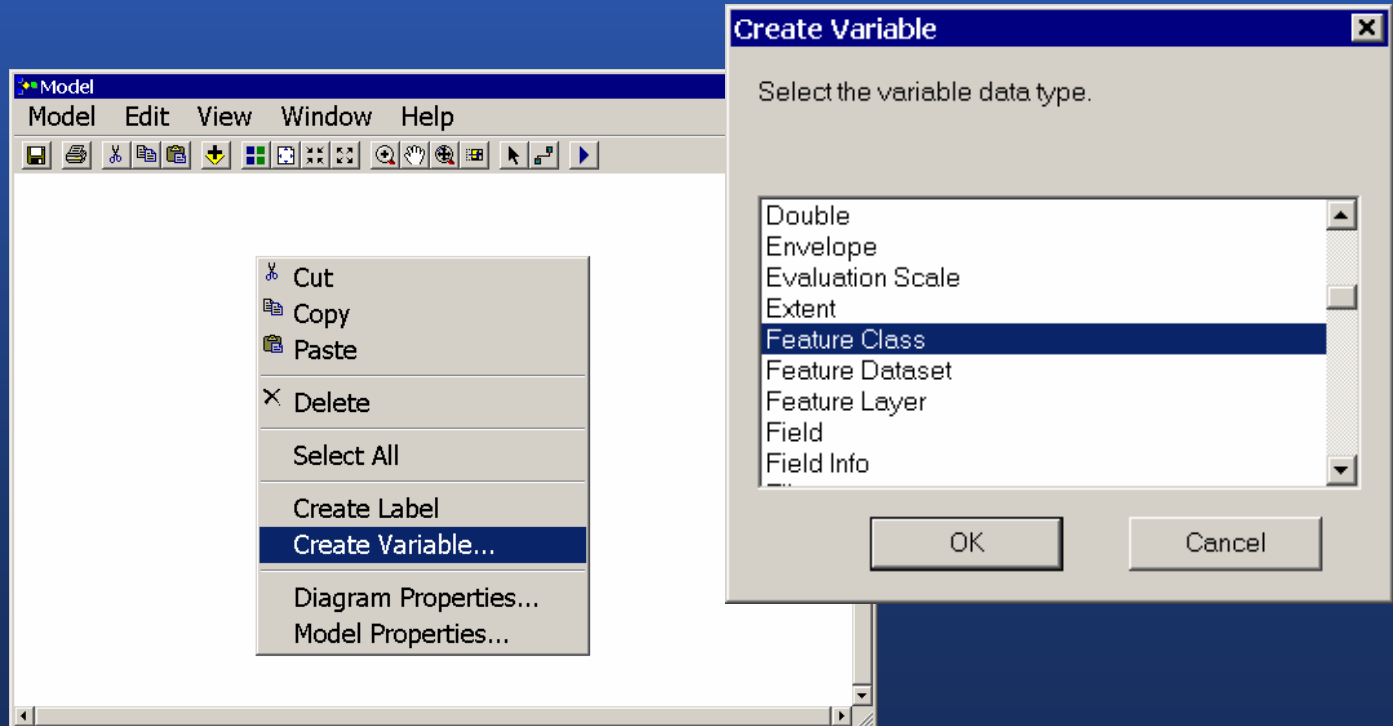 Model
Model Edit View Window Help
Cut
Copy
Paste
Delete
Select All
Create Label
Create Variable...
Diagram Properties...
Model Properties...
Create Variable
Select the variable data type.
Double
Envelope
Evaluation Scale
Extent
Feature Class
Feature Dataset
Feature Layer
Field
Field Info
OK Cancel